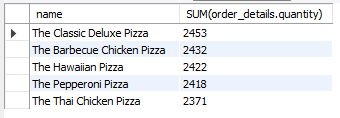 name SUM(order_details.quantity)
The Classic Deluxe Pizza 2453
The Barbecue Chicken Pizza 2432
The Hawaiian Pizza 2422
The Pepperoni Pizza 2418
The Thai Chicken Pizza 2371